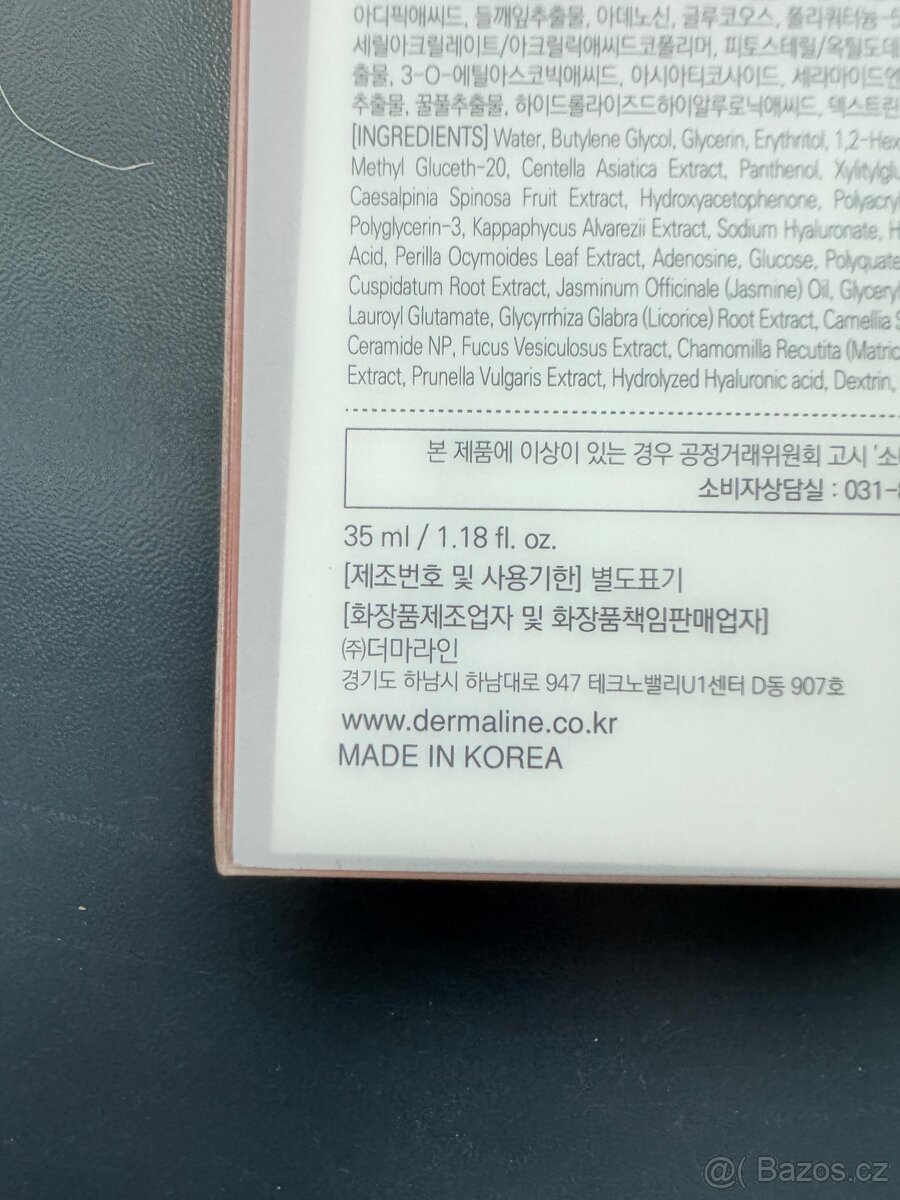 아디픽애씨드, 들깨잎추출물, 아데노신, 글루코오스, 폴리쿼터늄-5
세릴아크릴레이트/아크릴릭애씨드코폴리머, 피토스테릴/옥틸도데
출물, 3-O-에틸아스코빅애씨드, 아시아티코사이드, 세라마이드엔
추출물, 꿀풀추출물, 하이드롤라이즈드하이알루로닉애씨드, 덱스트린
[INGREDIENTS] Water, Butylene Glycol, Glycerin, Erythritol, 1,2-Hex
Methyl Gluceth-20, Centella Asiatica Extract, Panthenol, Xylitylglu
Caesalpinia Spinosa Fruit Extract, Hydroxyacetophenone, Polyacryl
Polyglycerin-3, Kappaphycus Alvarezii Extract, Sodium Hyaluronate, H
Acid, Perilla Ocymoides Leaf Extract, Adenosine, Glucose, Polyquate
Cuspidatum Root Extract, Jasminum Officinale (Jasmine) Oil, Glyceryl
Lauroyl Glutamate, Glycyrrhiza Glabra (Licorice) Root Extract, Camellia S
Ceramide NP, Fucus Vesiculosus Extract, Chamomilla Recutita (Matric
Extract, Prunella Vulgaris Extract, Hydrolyzed Hyaluronic acid, Dextrin,
본 제품에 이상이 있는 경우 공정거래위원회 고시 '소비
소비자상담실 : 031-8
35 ml / 1.18 fl. oz.
[제조번호 및 사용기한] 별도표기
[화장품제조업자 및 화장품책임판매업자]
㈜더마라인
경기도 하남시 하남대로 947 테크노밸리U1센터 D동 907호
www.dermaline.co.kr
MADE IN KOREA
@( Bazos.cz